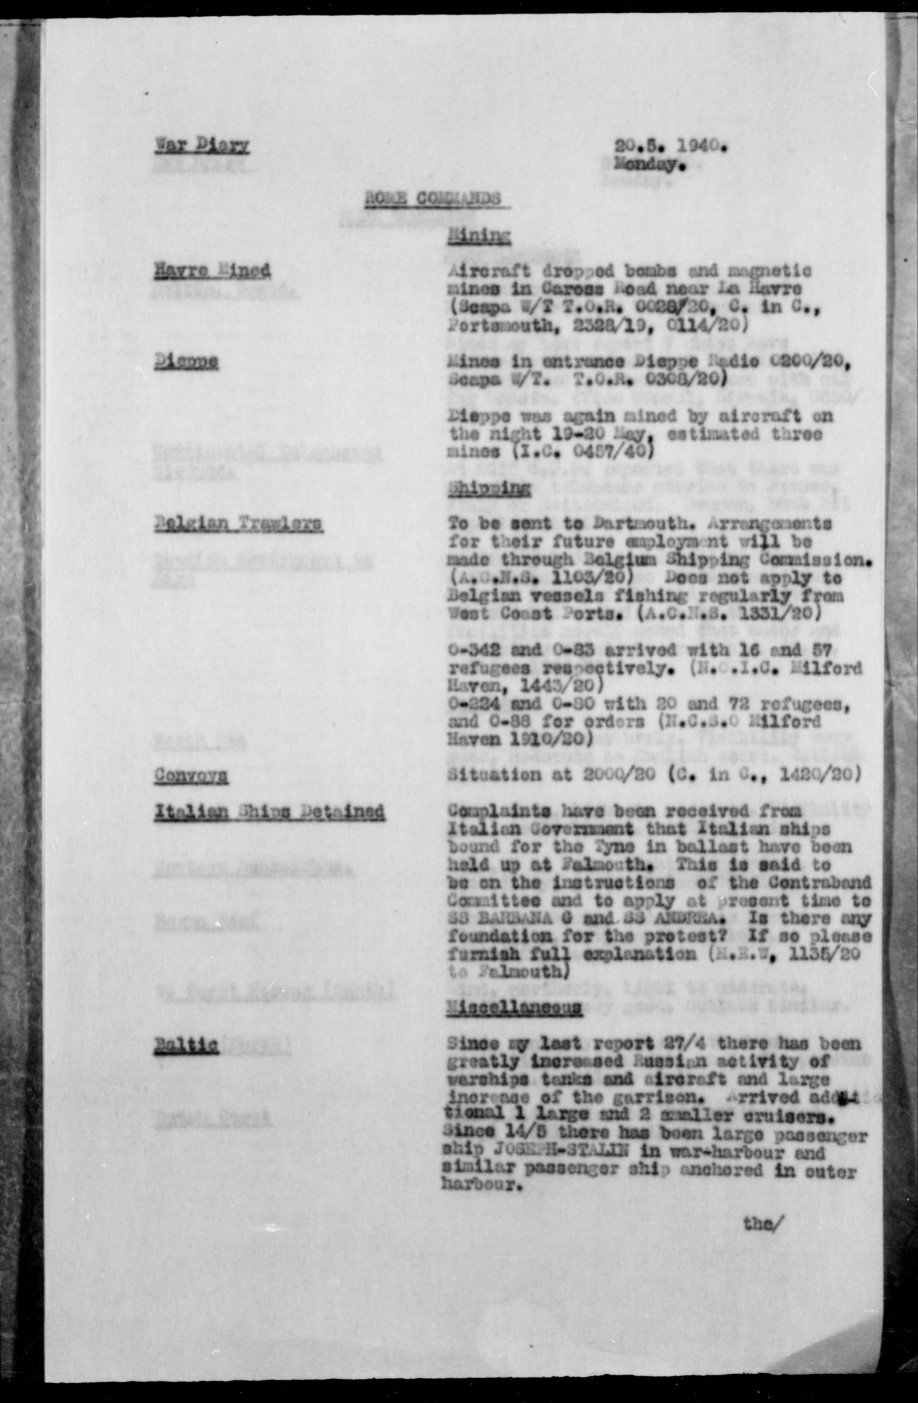 War Diary
20.5. 1940.
Monday.
HOME COMMANDS
Mining
Havre Mined
Aircraft dropped bombs and magnetic
mines in Caross Road near La Havre
(Scapa W/T T.O.R. 0028/20, C. in C.,
Portsmouth, 2328/19, 0114/20)
Dieppe
Mines in entrance Dieppe Radio 0200/20,
Scapa W/T. T.O.R. 0308/20)
Dieppe was again mined by aircraft on
the night 19-20 May, estimated three
mines (I.C. 0457/40)
Shipping
Belgian Trawlers
To be sent to Dartmouth. Arrangements
for their future employment will be
made through Belgium Shipping Commission.
(A.C.N.S. 1103/20) Does not apply to
Belgian vessels fishing regularly from
West Coast Ports. (A.C.N.S. 1331/20)
O-342 and O-83 arrived with 16 and 57
refugees respectively. (N.O.I.C. Milford
Haven, 1443/20)
O-224 and O-80 with 20 and 72 refugees,
and O-88 for orders (N.C.S.O Milford
Haven 1910/20)
Convoys
Situation at 2000/20 (C. in C., 1420/20)
Italian Ships Detained
Complaints have been received from
Italian Government that Italian ships
bound for the Tyne in ballast have been
held up at Falmouth. This is said to
be on the instructions of the Contraband
Committee and to apply at present time to
SS BARBANA G and SS ANDREA. Is there any
foundation for the protest? If so please
furnish full explanation (M.E.W, 1135/20
to Falmouth)
Miscellaneous
Baltic
Since my last report 27/4 there has been
greatly increased Russian activity of
warships tanks and aircraft and large
increase of the garrison. Arrived addi-
tional 1 large and 2 smaller cruisers.
Since 14/5 there has been large passenger
ship JOSEPH-STALIN in war-harbour and
similar passenger ship anchored in outer
harbour.
the/